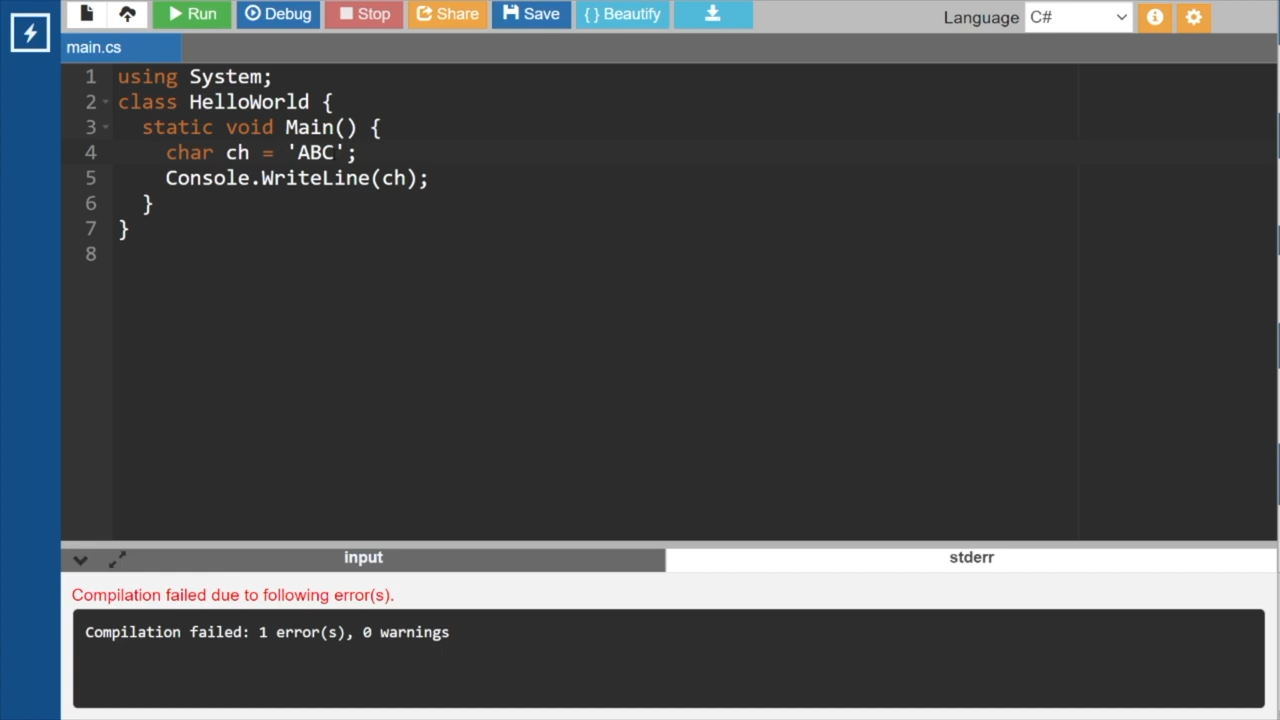 Run Debug Stop Share Save { } Beautify Language C#
main.cs
1 using System;
2 class HelloWorld {
3 static void Main() {
4 char ch = 'ABC';
5 Console.WriteLine(ch);
6 }
7 }
8
input stderr
Compilation failed due to following error(s).
Compilation failed: 1 error(s), 0 warnings